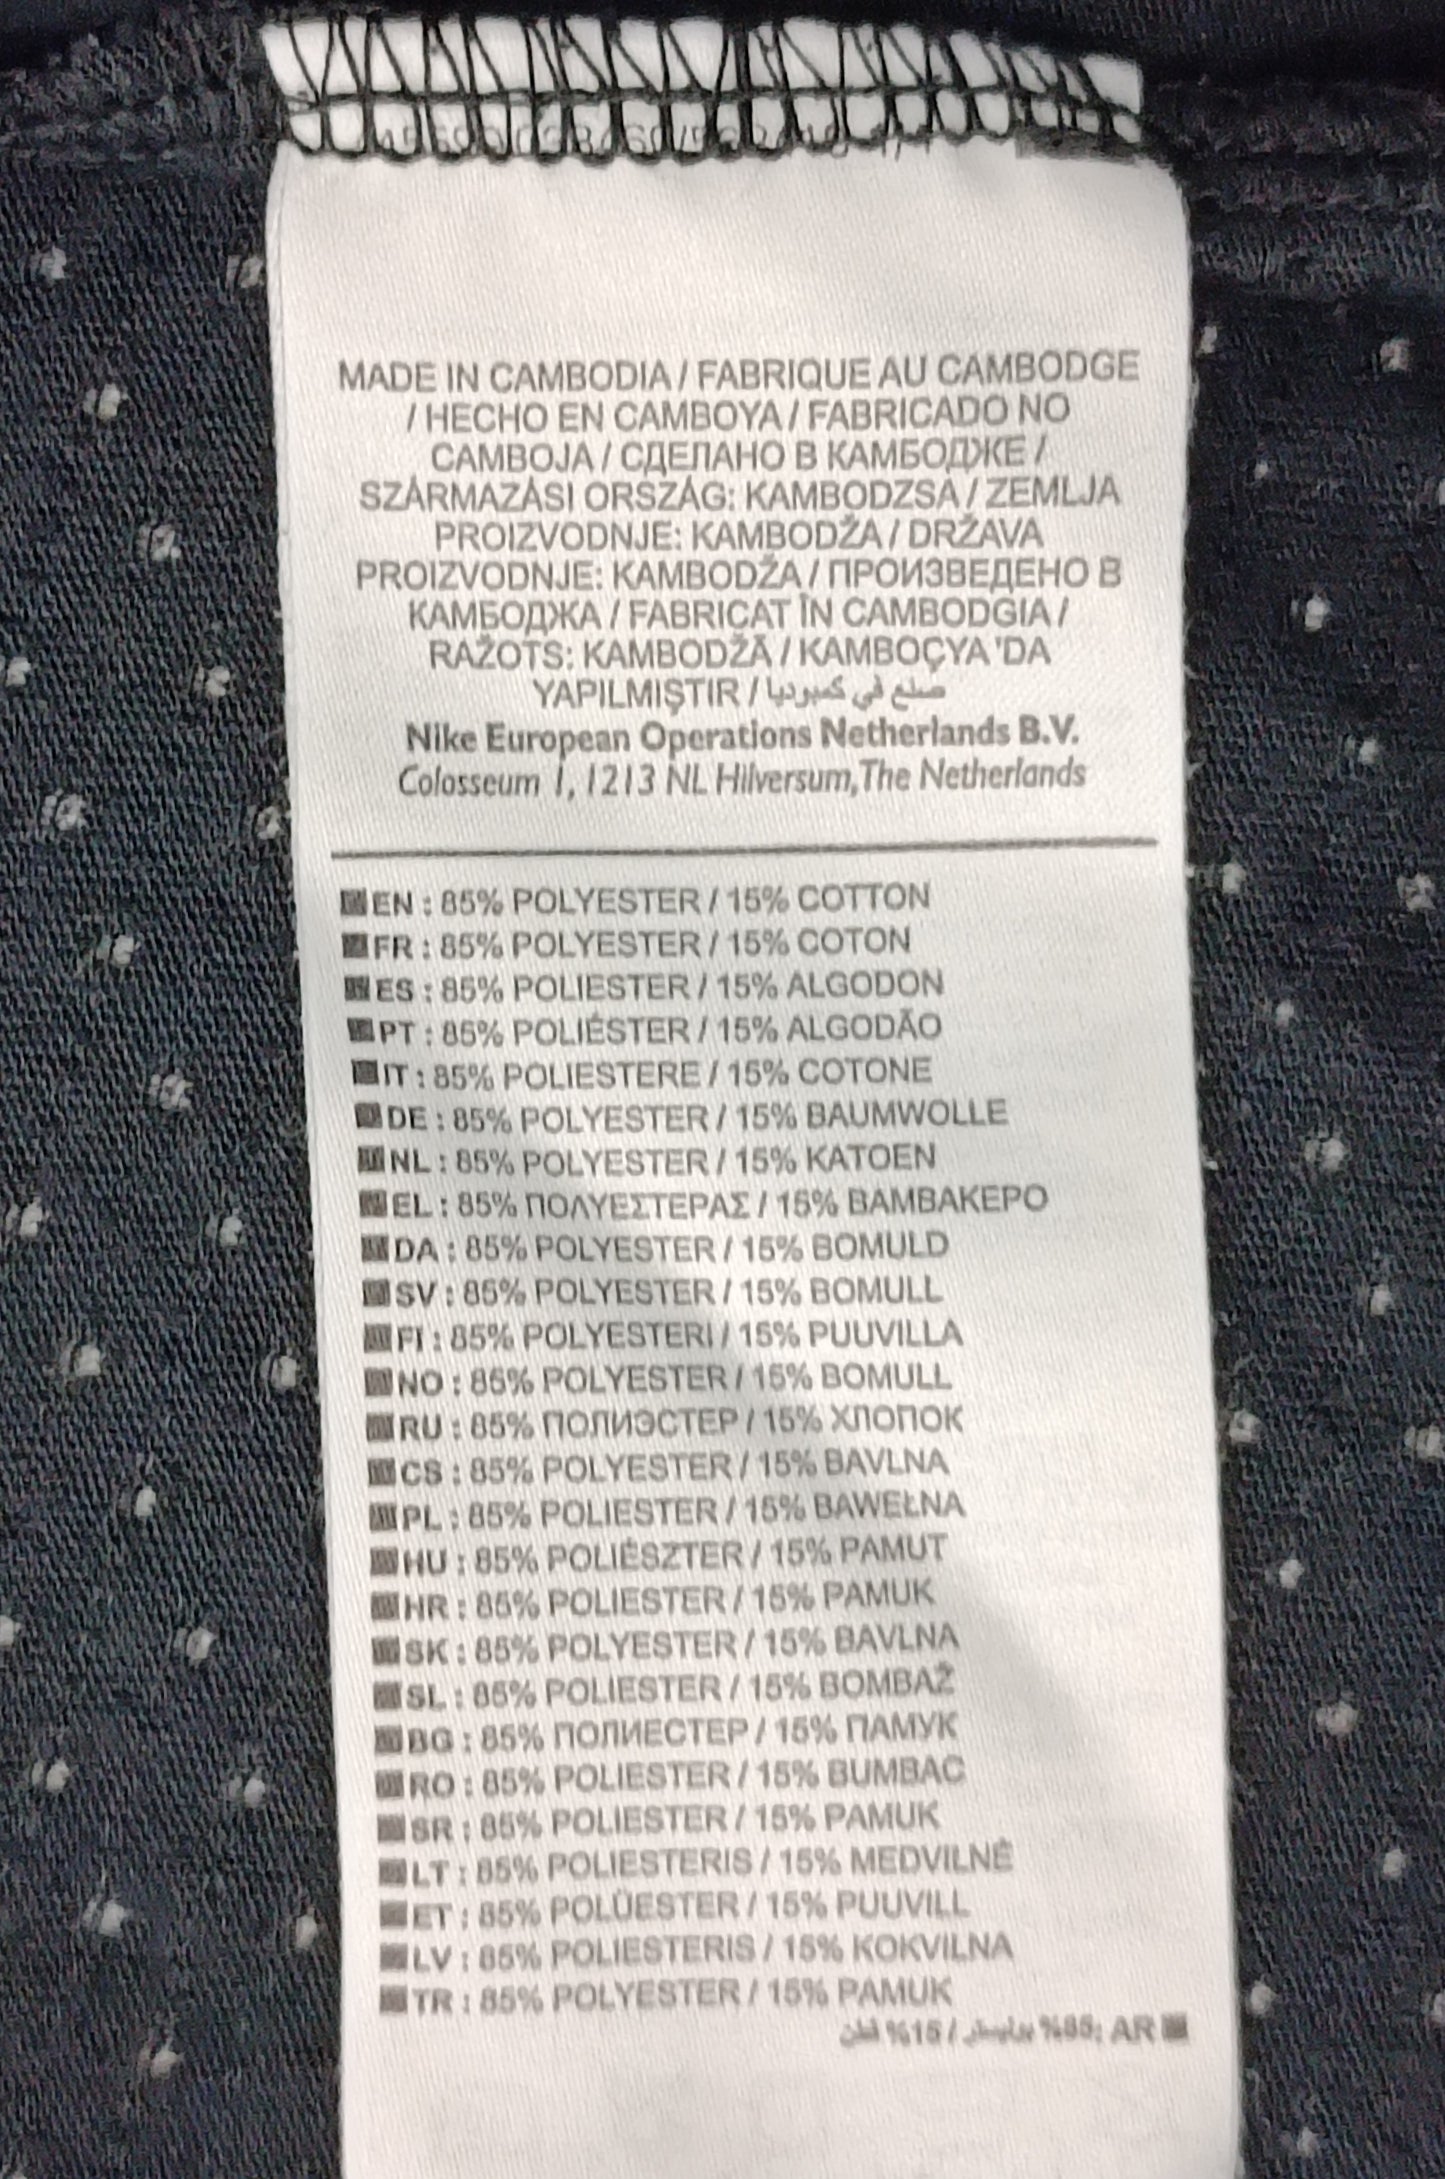 MADE IN CAMBODIA / FABRIQUE AU CAMBODGE
/ HECHO EN CAMBOYA / FABRICADO NO
CAMBOJA / СДЕЛАНО В КАМБОДЖЕ /
SZÁRMAZÁSI ORSZÁG: KAMBODZSA / ZEMLJA
PROIZVODNJE: KAMBODŽA / DRŽAVA
PROIZVODNJE: KAMBODŽA / ПРОИЗВЕДЕНО В
КАМБОДЖА / FABRICAT ÎN CAMBODGIA /
RAŽOTS: KAMBODŽĀ / KAMBOÇYA 'DA
YAPILMIŞTIR / صنع في كمبوديا
Nike European Operations Netherlands B.V.
Colosseum 1, 1213 NL Hilversum,The Netherlands
EN : 85% POLYESTER / 15% COTTON
FR : 85% POLYESTER / 15% COTON
ES : 85% POLIESTER / 15% ALGODON
PT : 85% POLIÉSTER / 15% ALGODÃO
IT : 85% POLIESTERE / 15% COTONE
DE : 85% POLYESTER / 15% BAUMWOLLE
NL : 85% POLYESTER / 15% KATOEN
EL : 85% ΠΟΛΥΕΣΤΕΡΑΣ / 15% ΒΑΜΒΑΚΕΡΟ
DA : 85% POLYESTER / 15% BOMULD
SV : 85% POLYESTER / 15% BOMULL
FI : 85% POLYESTERI / 15% PUUVILLA
NO : 85% POLYESTER / 15% BOMULL
RU : 85% ПОЛИЭСТЕР / 15% ХЛОПОК
CS : 85% POLYESTER / 15% BAVLNA
PL : 85% POLIESTER / 15% BAWEŁNA
HU : 85% POLIÉSZTER / 15% PAMUT
HR : 85% POLIESTER / 15% PAMUK
SK : 85% POLYESTER / 15% BAVLNA
SL : 85% POLIESTER / 15% BOMBAŽ
BG : 85% ПОЛИЕСТЕР / 15% ПАМУК
RO : 85% POLIESTER / 15% BUMBAC
SR : 85% POLIESTER / 15% PAMUK
LT : 85% POLIESTERIS / 15% MEDVILNĖ
ET : 85% POLÜESTER / 15% PUUVILL
LV : 85% POLIESTERIS / 15% KOKVILNA
TR : 85% POLYESTER / 15% PAMUK
AR :85% بوليستر / 15% قطن